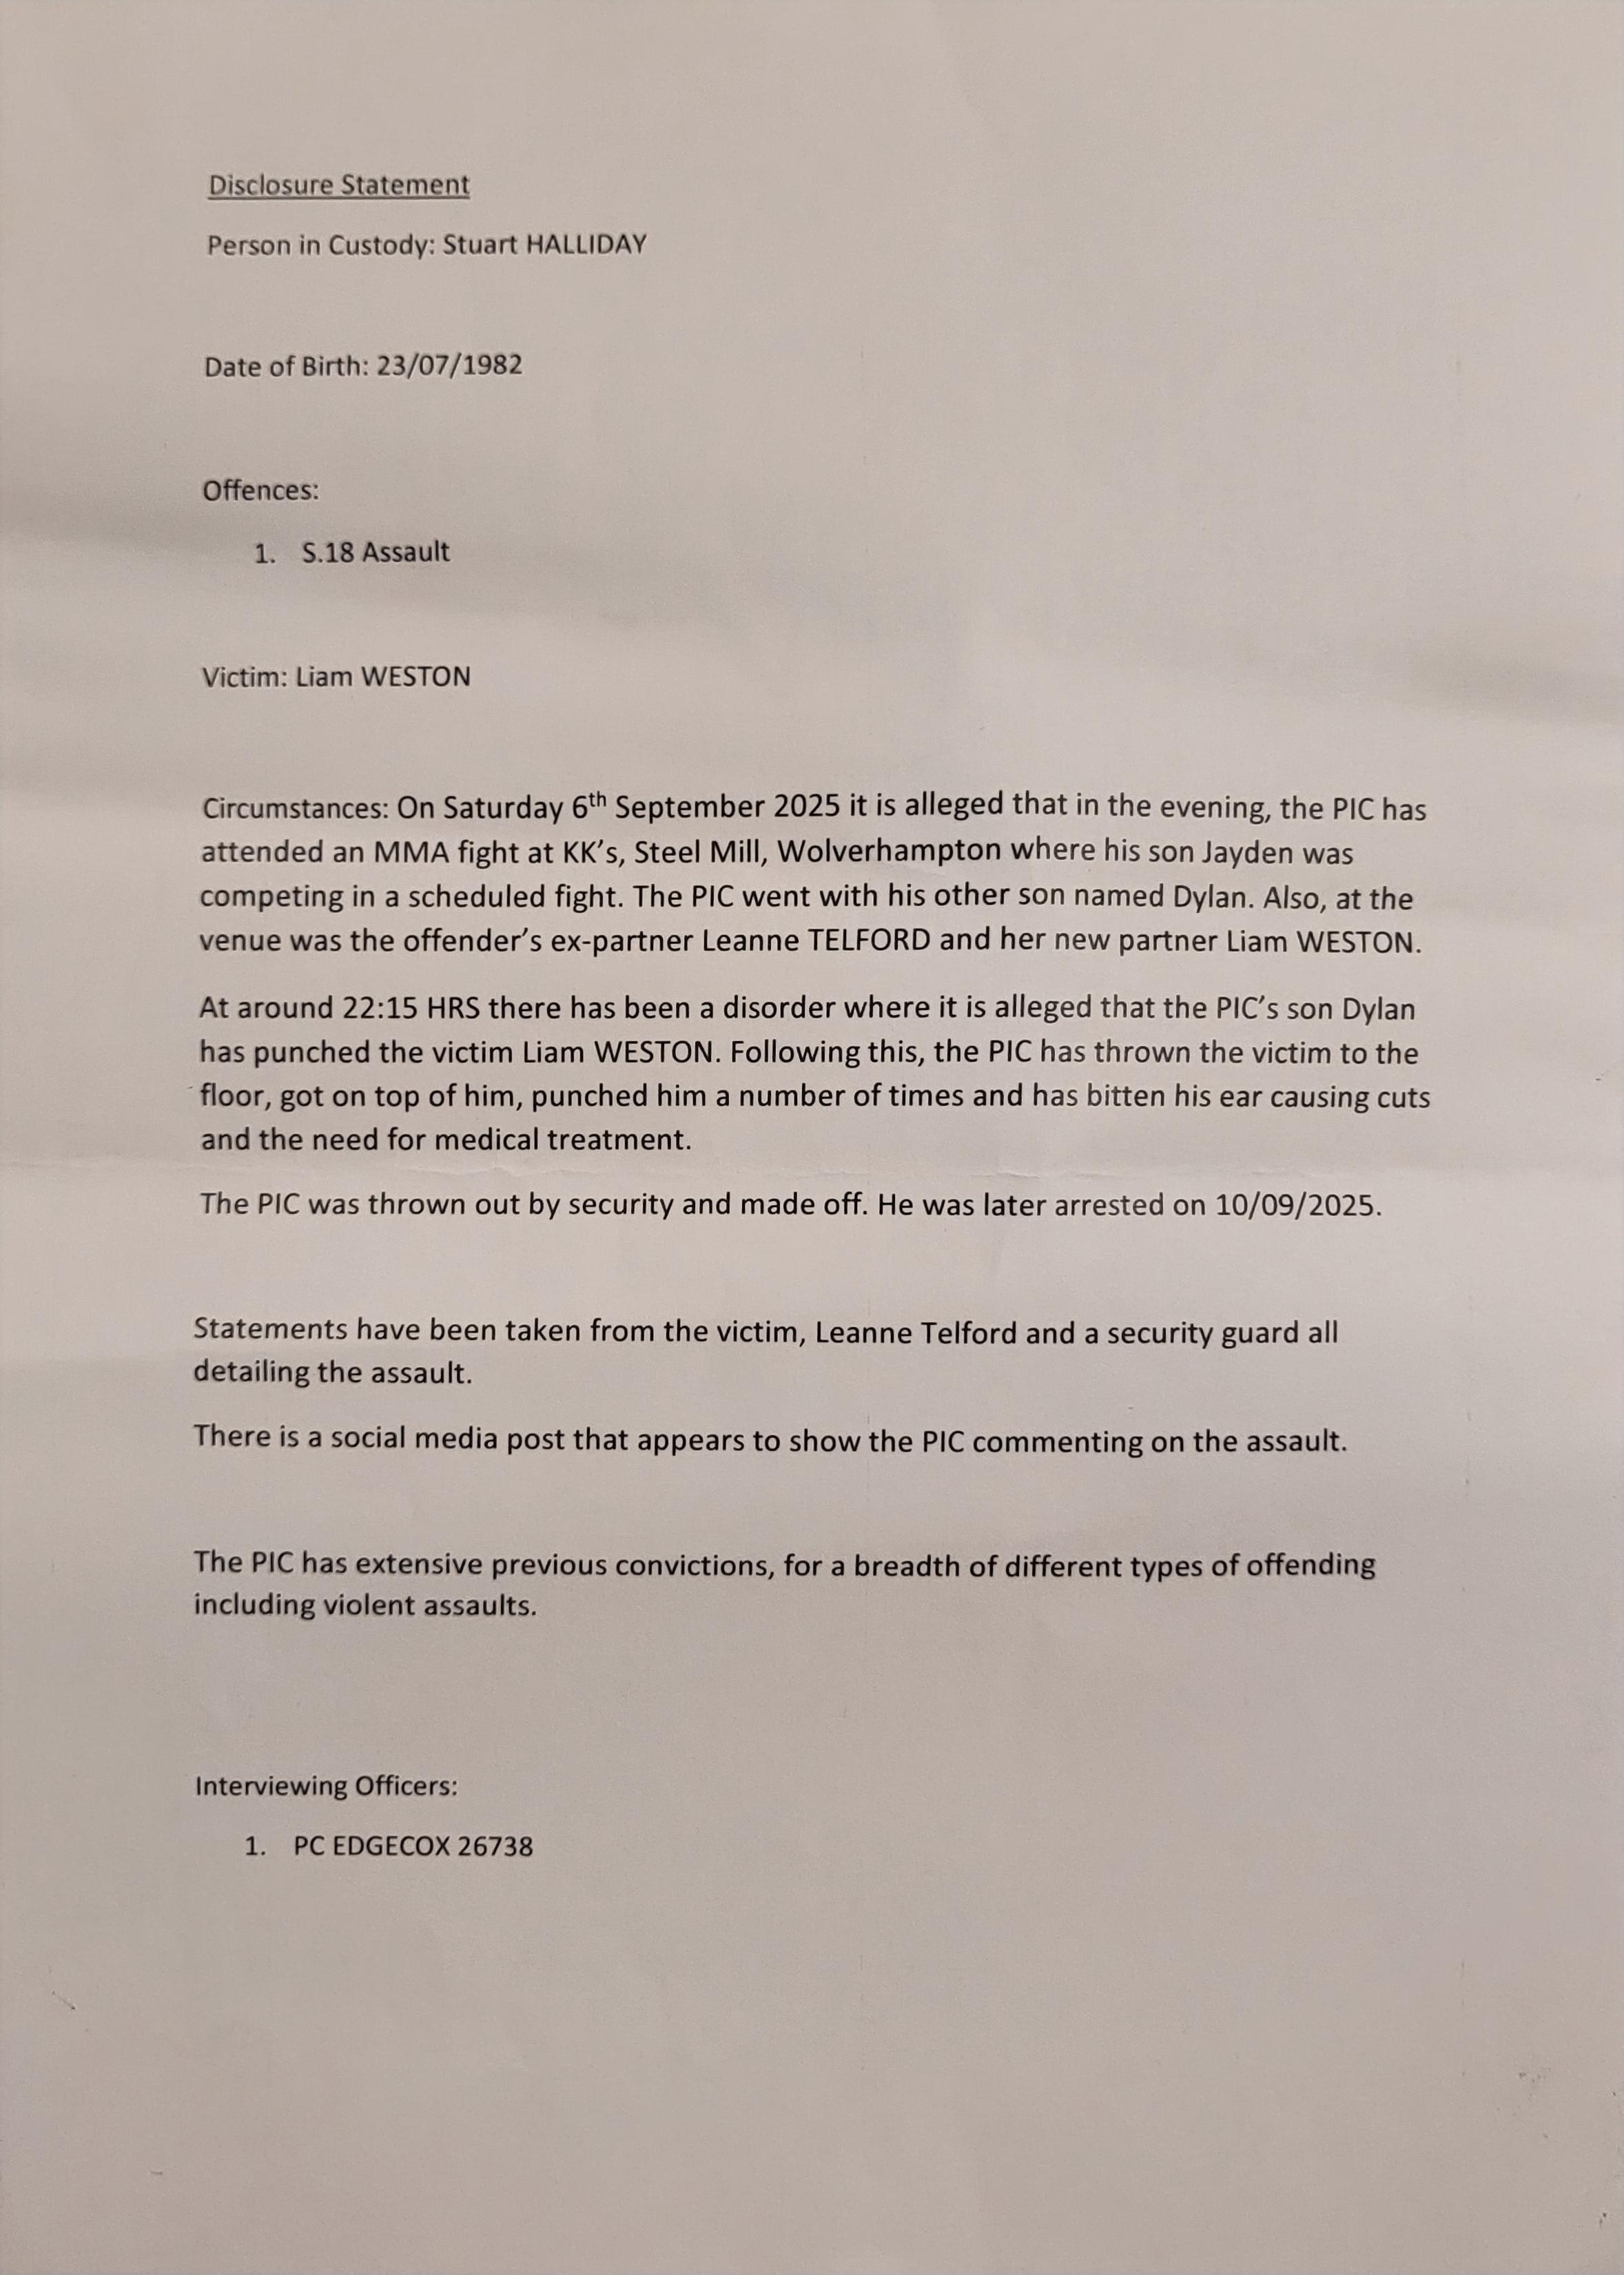 Disclosure Statement
Person in Custody: Stuart HALLIDAY
Date of Birth: 23/07/1982
Offences:
1. S.18 Assault
Victim: Liam WESTON
Circumstances: On Saturday 6th September 2025 it is alleged that in the evening, the PIC has
attended an MMA fight at KK's, Steel Mill, Wolverhampton where his son Jayden was
competing in a scheduled fight. The PIC went with his other son named Dylan. Also, at the
venue was the offender's ex-partner Leanne TELFORD and her new partner Liam WESTON.
At around 22:15 HRS there has been a disorder where it is alleged that the PIC's son Dylan
has punched the victim Liam WESTON. Following this, the PIC has thrown the victim to the
floor, got on top of him, punched him a number of times and has bitten his ear causing cuts
and the need for medical treatment.
The PIC was thrown out by security and made off. He was later arrested on 10/09/2025.
Statements have been taken from the victim, Leanne Telford and a security guard all
detailing the assault.
There is a social media post that appears to show the PIC commenting on the assault.
The PIC has extensive previous convictions, for a breadth of different types of offending
including violent assaults.
Interviewing Officers:
1. PC EDGECOX 26738